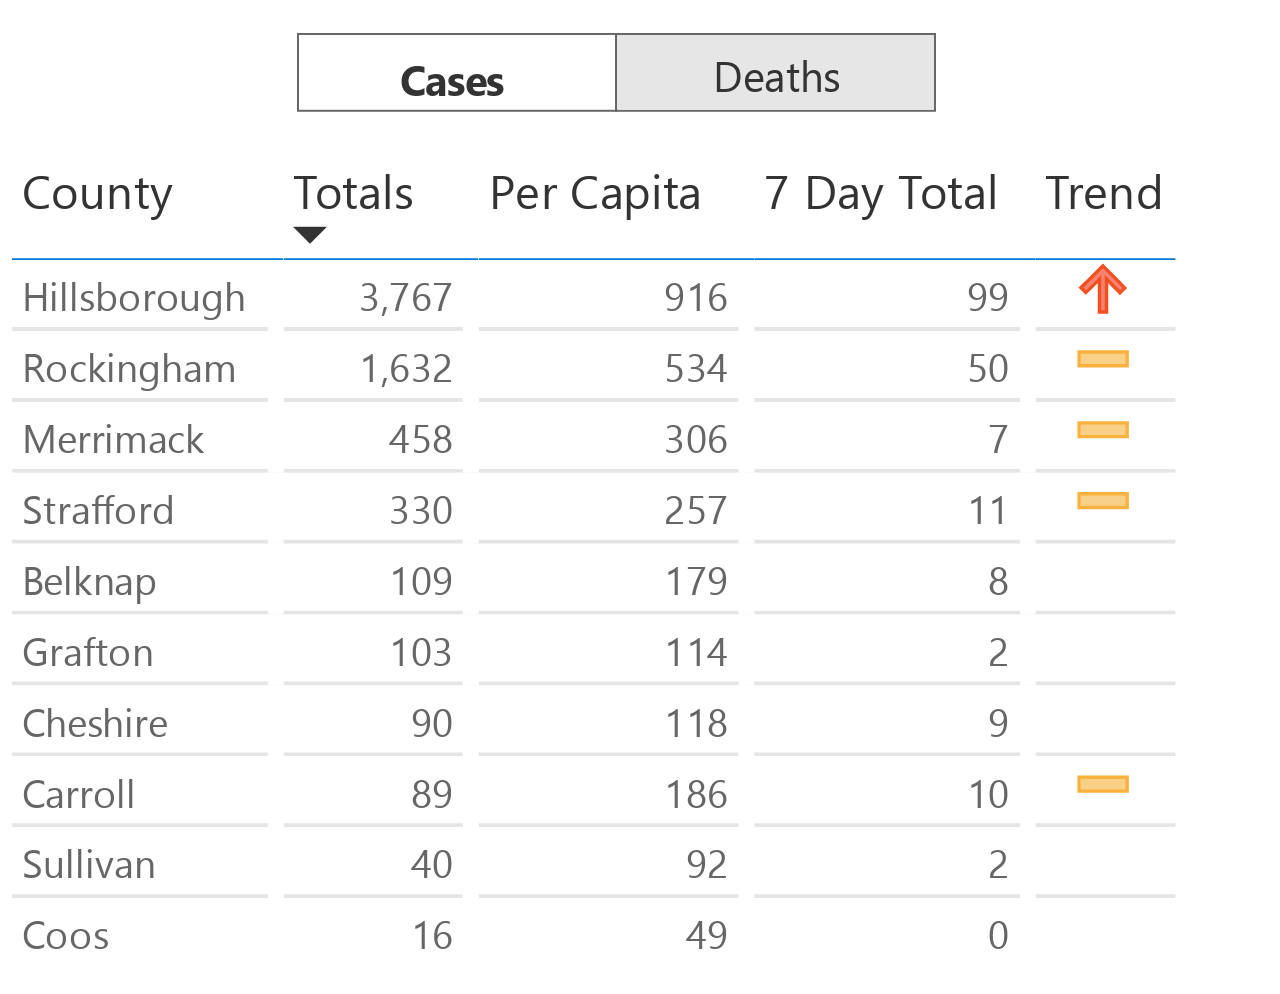 Cases Deaths
County Totals Per Capita 7 Day Total Trend
Hillsborough 3,767 916 99
Rockingham 1,632 534 50
Merrimack 458 306 7
Strafford 330 257 11
Belknap 109 179 8
Grafton 103 114 2
Cheshire 90 118 9
Carroll 89 186 10
Sullivan 40 92 2
Coos 16 49 0